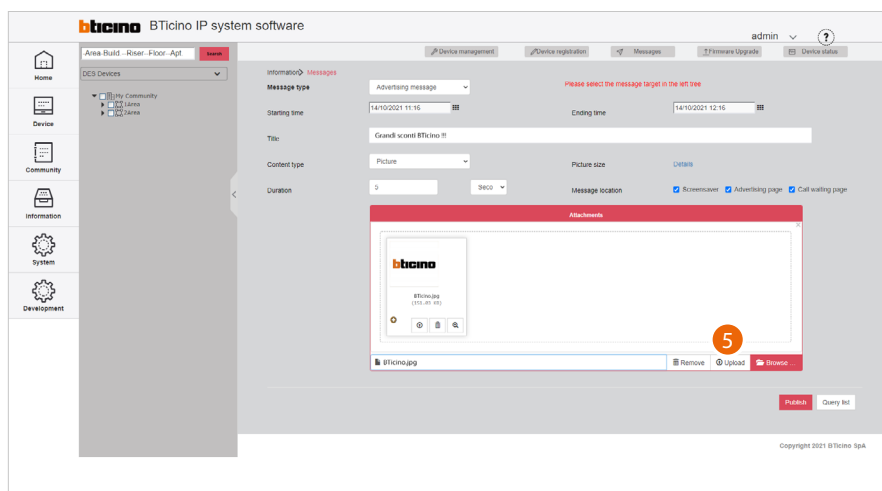 bticino BTicino IP system software
admin
?
Area-Build.--Riser--Floor--Apt Search
Device management Device registration Messages Firmware Upgrade Device status
Home
DES Devices
Information> Messages
Message type Advertising message Please select the message target in the left tree
My Community
1Area
2Area
Starting time 14/10/2021 11:16 Ending time 14/10/2021 12:16
Device
Title Grandi sconti BTicino !!!
Content type Picture Picture size Details
Community
Duration 5 Seco Message location Screensaver Advertising page Call waiting page
<
Information
Attachments
x
System
bticino
BTicino.jpg
Development
5
BTicino.jpg Remove Upload Browse ...
Publish Query list
Copyright 2021 BTicino SpA